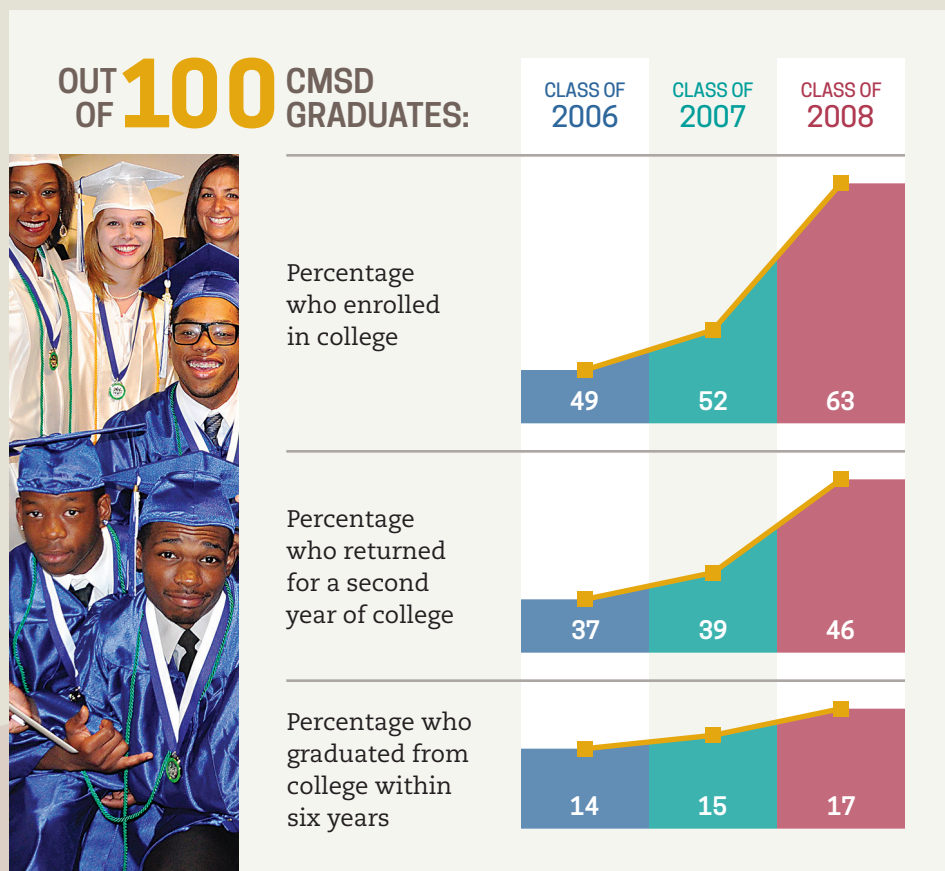 OUT OF 100 CMSD GRADUATES:
CLASS OF 2006
CLASS OF 2007
CLASS OF 2008
Percentage
who enrolled
in college
49 52 63
Percentage
who returned
for a second
year of college
37 39 46
Percentage who
graduated from
college within
six years
14 15 17